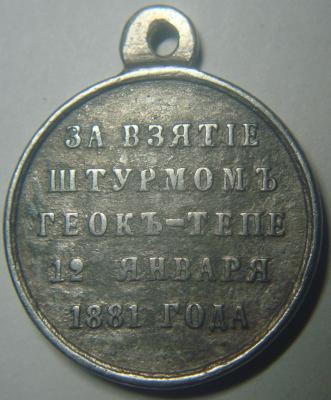 ЗА ВЗЯТІЕ
ШТУРМОМЪ
ГЕОКЪ-ТЕПЕ
12 ЯНВАРЯ
1881 ГОДА